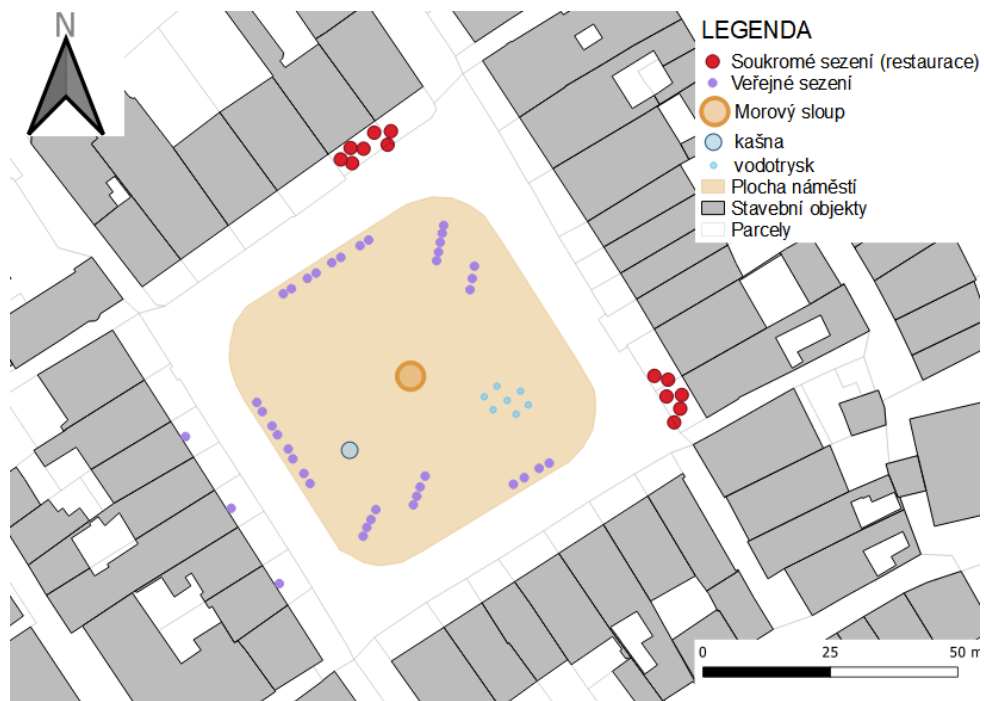 N
LEGENDA
Soukromé sezení (restaurace)
Veřejné sezení
Morový sloup
kašna
vodotrysk
Plocha náměstí
Stavební objekty
Parcely
0 25 50 m